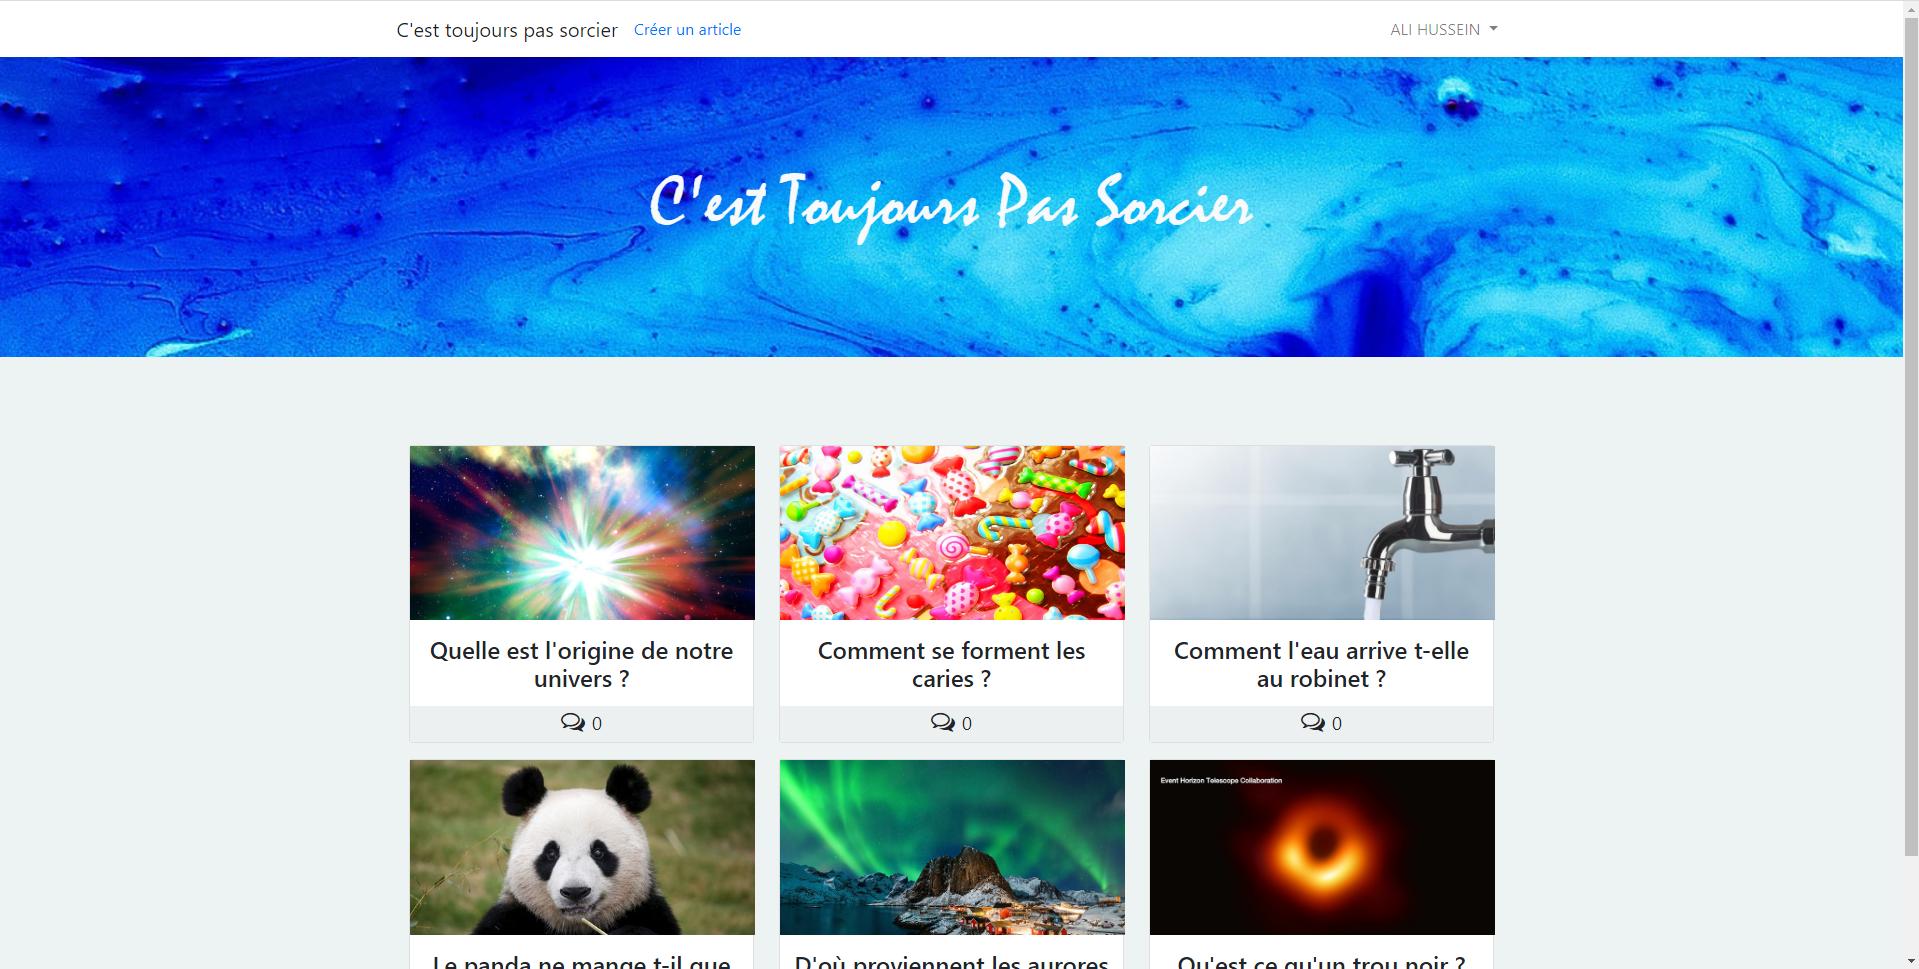 C'est toujours pas sorcier Créer un article ALI HUSSEIN
C'est Toujours Pas Sorcier
Quelle est l'origine de notre
univers ?
0
Comment se forment les
caries ?
0
Comment l'eau arrive t-elle
au robinet ?
0
Le panda ne mange t-il que
D'où proviennent les aurores
Event Horizon Telescope Collaboration
Qu'est ce qu'un trou noir ?